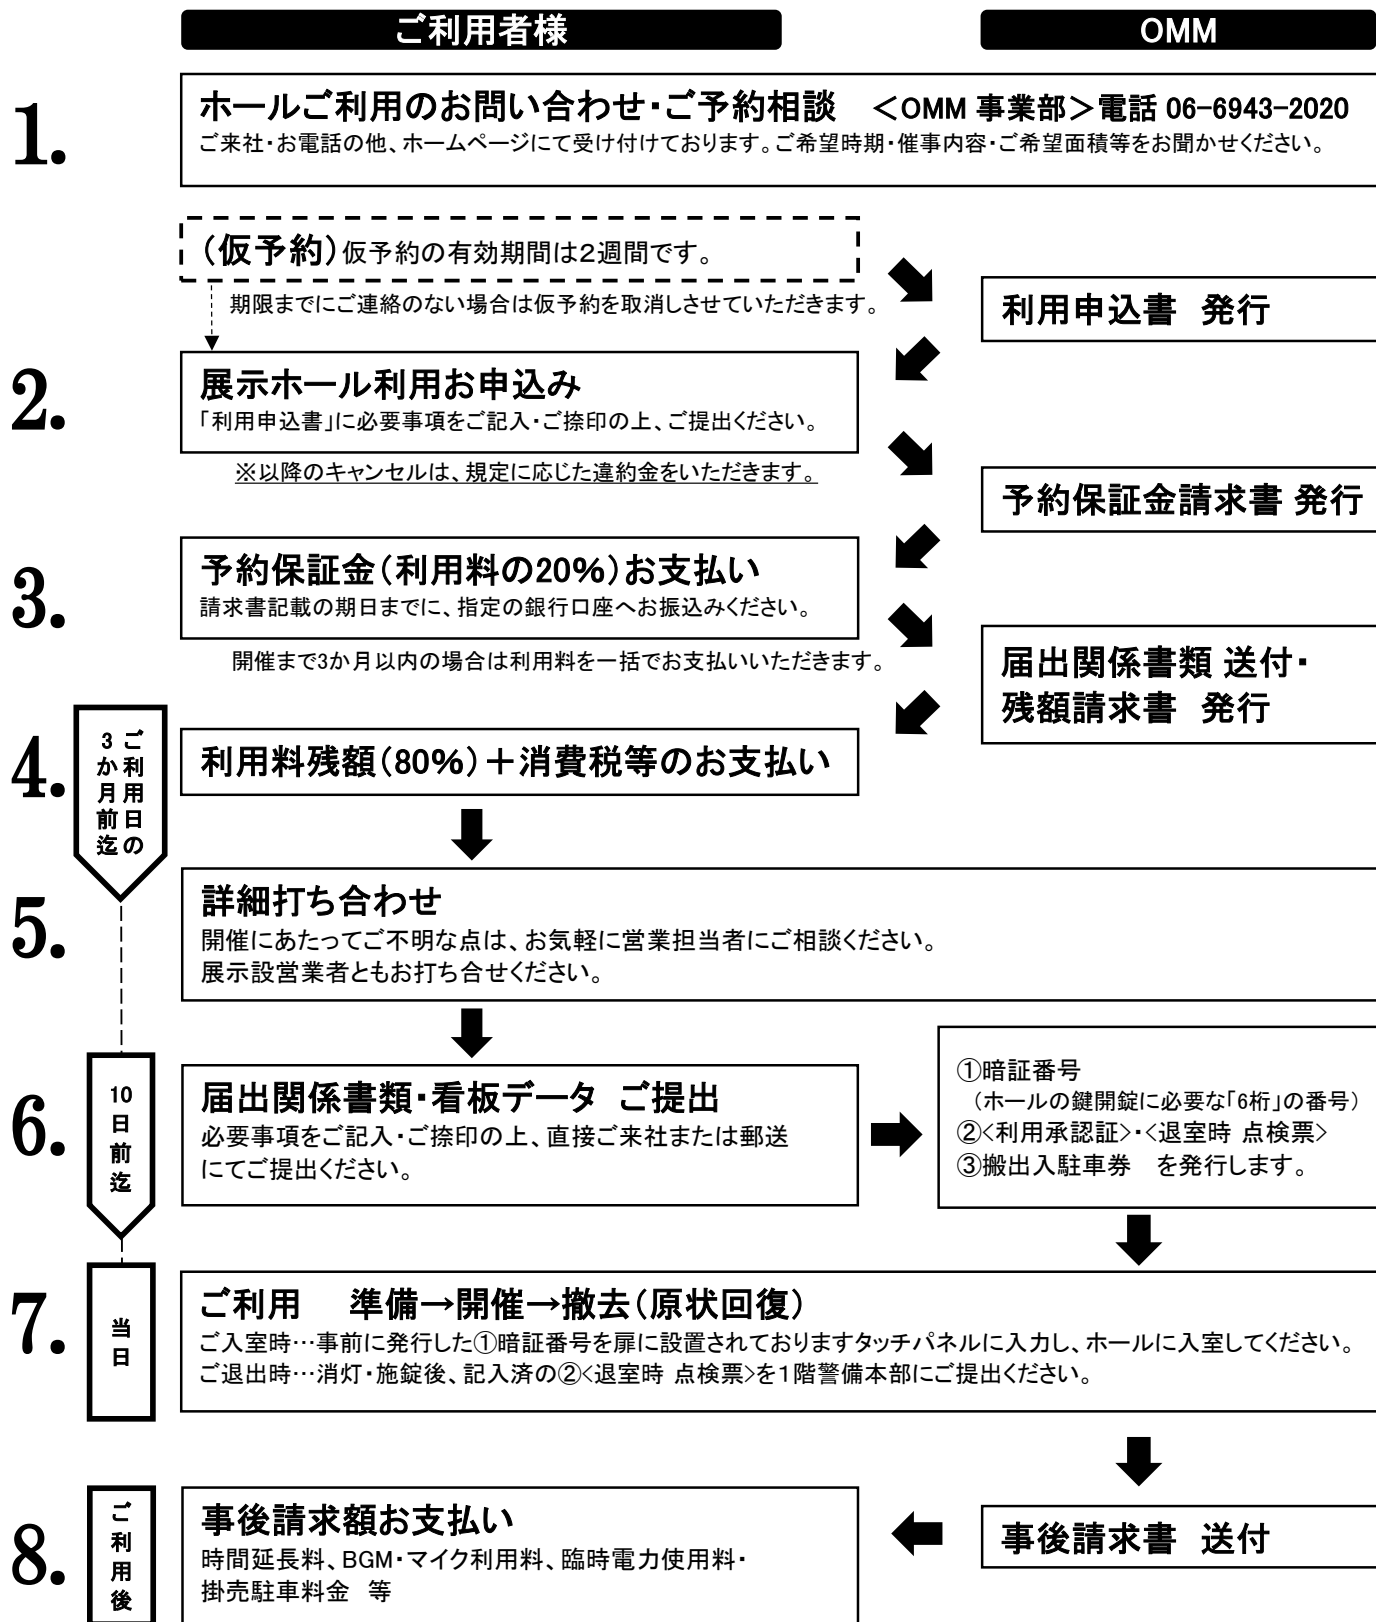 ご利用者様
OMM
1.
ホールご利用のお問い合わせ・ご予約相談　＜OMM 事業部＞電話 06-6943-2020
ご来社・お電話の他、ホームページにて受け付けております。ご希望時期・催事内容・ご希望面積等をお聞かせください。
（仮予約）仮予約の有効期間は2週間です。
期限までにご連絡のない場合は仮予約を取消しさせていただきます。
利用申込書　発行
2.
展示ホール利用お申込み
「利用申込書」に必要事項をご記入・ご捺印の上、ご提出ください。
※以降のキャンセルは、規定に応じた違約金をいただきます。
予約保証金請求書 発行
3.
予約保証金（利用料の20%）お支払い
請求書記載の期日までに、指定の銀行口座へお振込みください。
開催まで3か月以内の場合は利用料を一括でお支払いいただきます。
届出関係書類 送付・
残額請求書　発行
4.
ご利用日の
3か月前迄
利用料残額（80%）＋消費税等のお支払い
5.
詳細打ち合わせ
開催にあたってご不明な点は、お気軽に営業担当者にご相談ください。
展示設営業者ともお打ち合せください。
6.
10日前迄
届出関係書類・看板データ　ご提出
必要事項をご記入・ご捺印の上、直接ご来社または郵送
にてご提出ください。
①暗証番号
（ホールの鍵開錠に必要な「6桁」の番号）
②<利用承認証>・<退室時 点検票>
③搬出入駐車券　を発行します。
7.
当日
ご利用　準備→開催→撤去（原状回復）
ご入室時…事前に発行した①暗証番号を扉に設置されておりますタッチパネルに入力し、ホールに入室してください。
ご退出時…消灯・施錠後、記入済の②<退室時 点検票>を1階警備本部にご提出ください。
8.
ご利用後
事後請求額お支払い
時間延長料、BGM・マイク利用料、臨時電力使用料・
掛売駐車料金　等
事後請求書　送付